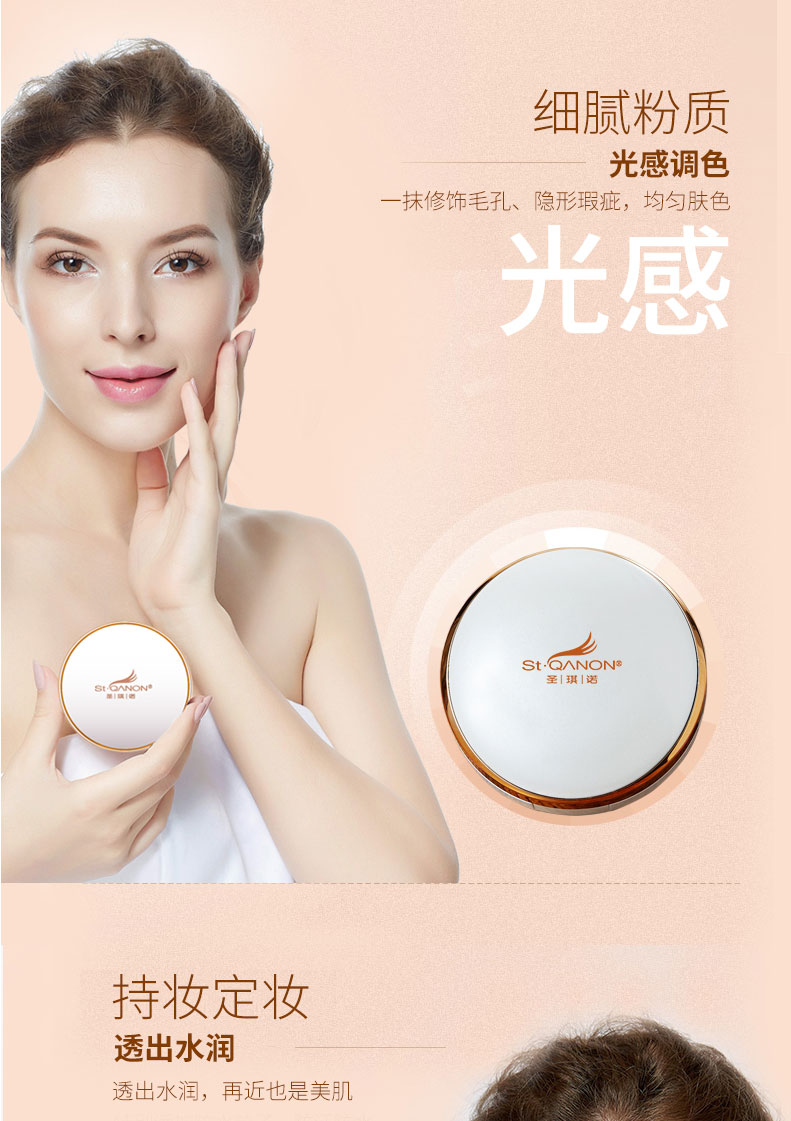 细腻粉质
光感调色
一抹修饰毛孔、隐形瑕疵，均匀肤色
光感
St·QANON®
圣|琪|诺
St·QANON®
圣|琪|诺
持妆定妆
透出水润
透出水润，再近也是美肌